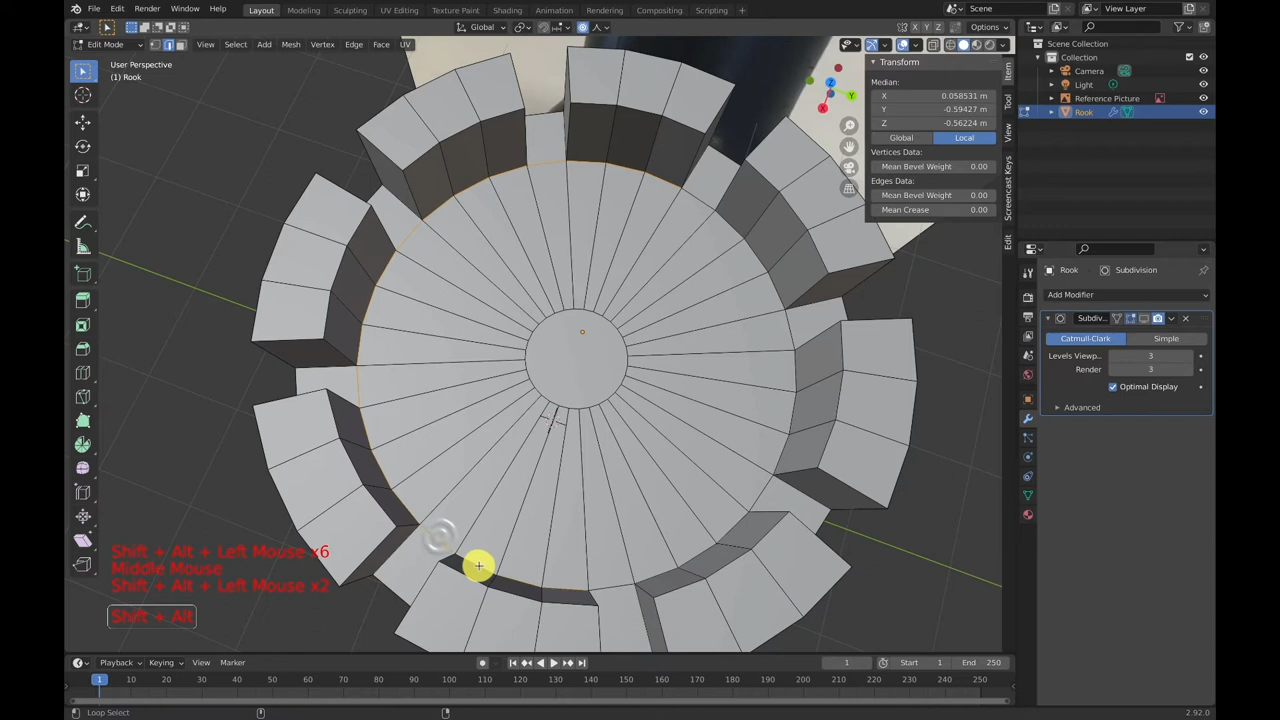 File Edit Render Window Help Layout Modeling Sculpting UV Editing Texture Paint Shading Animation Rendering Compositing Scripting + Scene View Layer
Global Options
Edit Mode View Select Add Mesh Vertex Edge Face UV X Y Z
User Perspective
(1) Rook
Transform
Median:
X 0.058531 m
Y -0.59427 m
Z -0.56224 m
Global Local
Vertices Data:
Mean Bevel Weight 0.00
Edges Data:
Mean Bevel Weight 0.00
Mean Crease 0.00
Item
Tool
View
Screencast Keys
Edit
Z
Y
X
Scene Collection
Collection
Camera
Light
Reference Picture
Rook
Rook Subdivision
Add Modifier
Subdiv...
Catmull-Clark Simple
Levels Viewp... 3
Render 3
Optimal Display
Advanced
Shift + Alt + Left Mouse x6
Middle Mouse
Shift + Alt + Left Mouse x2
Shift + Alt
Playback Keying View Marker 1 Start 1 End 250
1 10 20 30 40 50 60 70 80 90 100 110 120 130 140 150 160 170 180 190 200 210 220 230 240 250
Loop Select 2.92.0